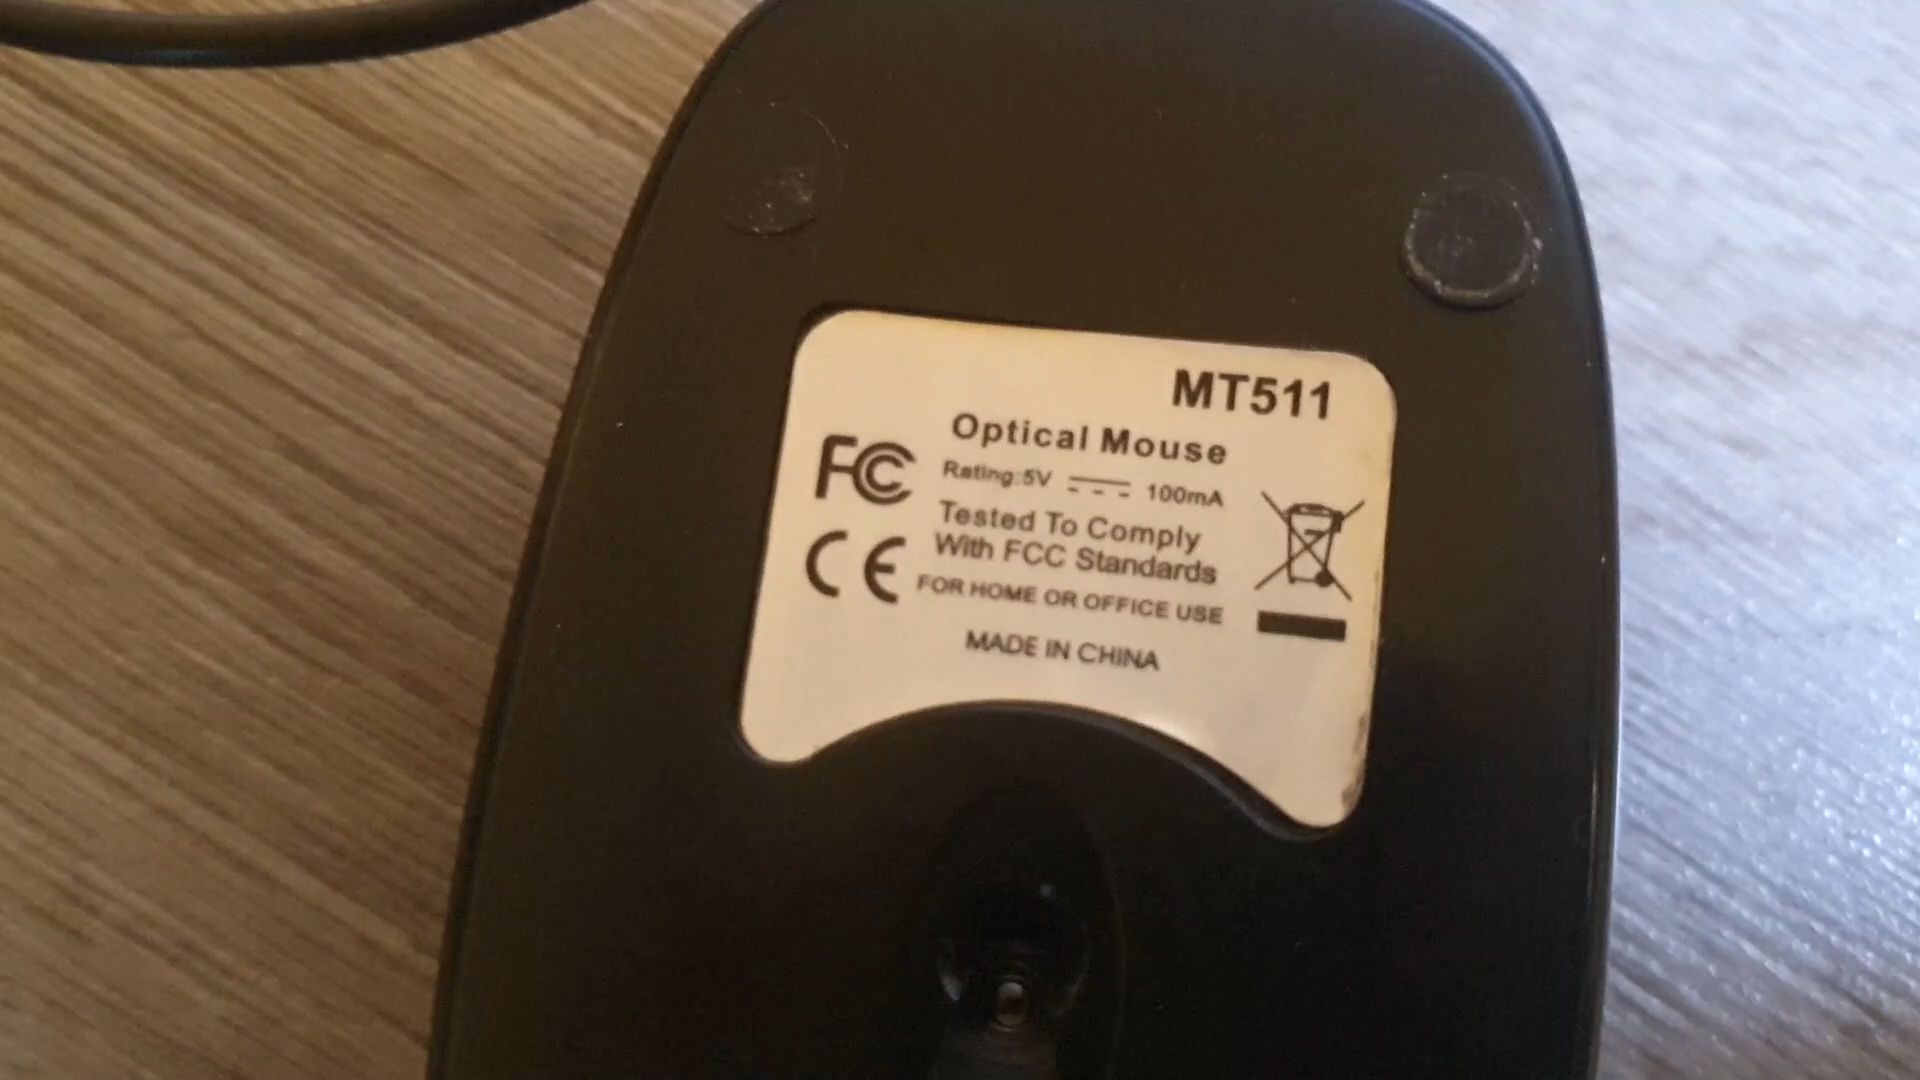 MT511
Optical Mouse
FC Rating:5V 100mA
Tested To Comply
With FCC Standards
CE FOR HOME OR OFFICE USE
MADE IN CHINA